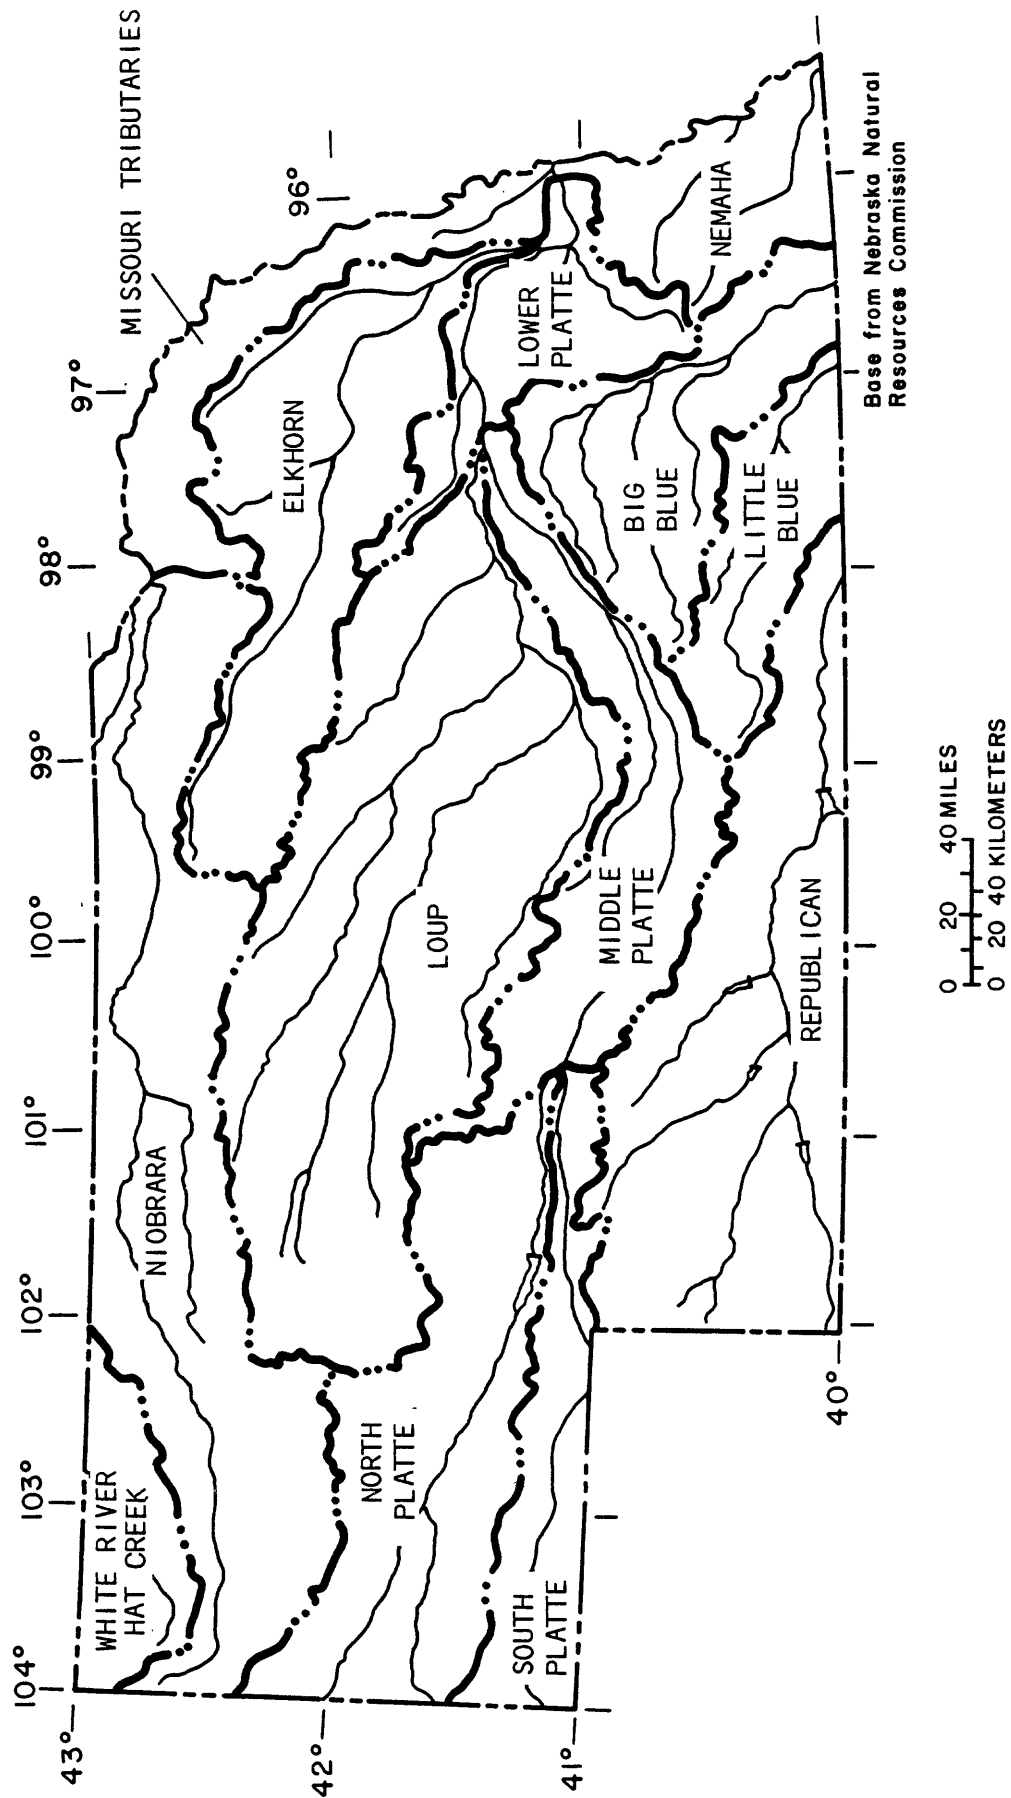 104°
103°
102°
101°
100°
99°
98°
97°
96°
43°
42°
41°
40°
MISSOURI TRIBUTARIES
WHITE RIVER
HAT CREEK
NIOBRARA
ELKHORN
NORTH
PLATTE
LOUP
LOWER
PLATTE
SOUTH
PLATTE
MIDDLE
PLATTE
BIG
BLUE
NEMAHA
LITTLE
BLUE
REPUBLICAN
Base from Nebraska Natural
Resources Commission
0 20 40 MILES
0 20 40 KILOMETERS